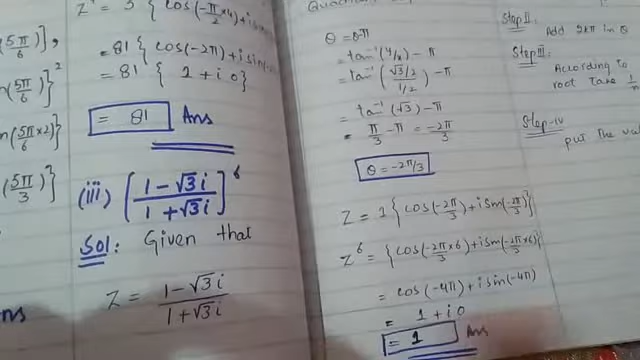 (5π/6)],
(5π/6)}²
(5π/6 ×2)}
(5π/3)}
= 3 { cos(-π/2 ×4) + i
= 81 { cos(-2π) + i sin(-2π
= 81 { 1 + i 0 }
= 81 Ans
(iii) [ (1 - √3 i) / (1 + √3 i) ]⁶
Sol: Given that
Z = (1 - √3 i) / (1 + √3 i)
θ = θ-π
= tan⁻¹(y/x) - π
= tan⁻¹( (√3/2) / (1/2) ) - π
= tan⁻¹(√3) - π
= π/3 - π = -2π/3
θ = -2π/3
Z = 1 { cos(-2π/3) + i sin(-2π/3) }
Z⁶ = { cos(-2π/3 ×6) + i sin(-2π/3 ×6) }
= cos(-4π) + i sin(-4π)
= 1 + i 0
= 1 Ans
Step II:
Add 2kπ in θ
Step III:
According to
root Take 1/n
Step-IV
put the val